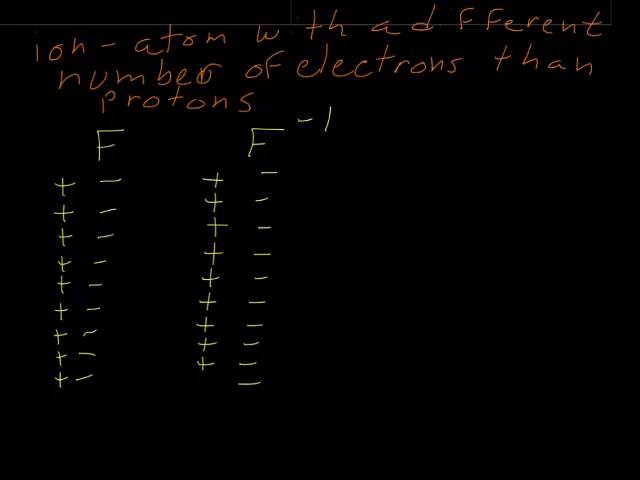 ion - atom with a different
number of electrons than
protons
F F -1
+ - + -
+ - + -
+ - + -
+ - + -
+ - + -
+ - + -
+ - + -
+ - + -
+ - + -
-